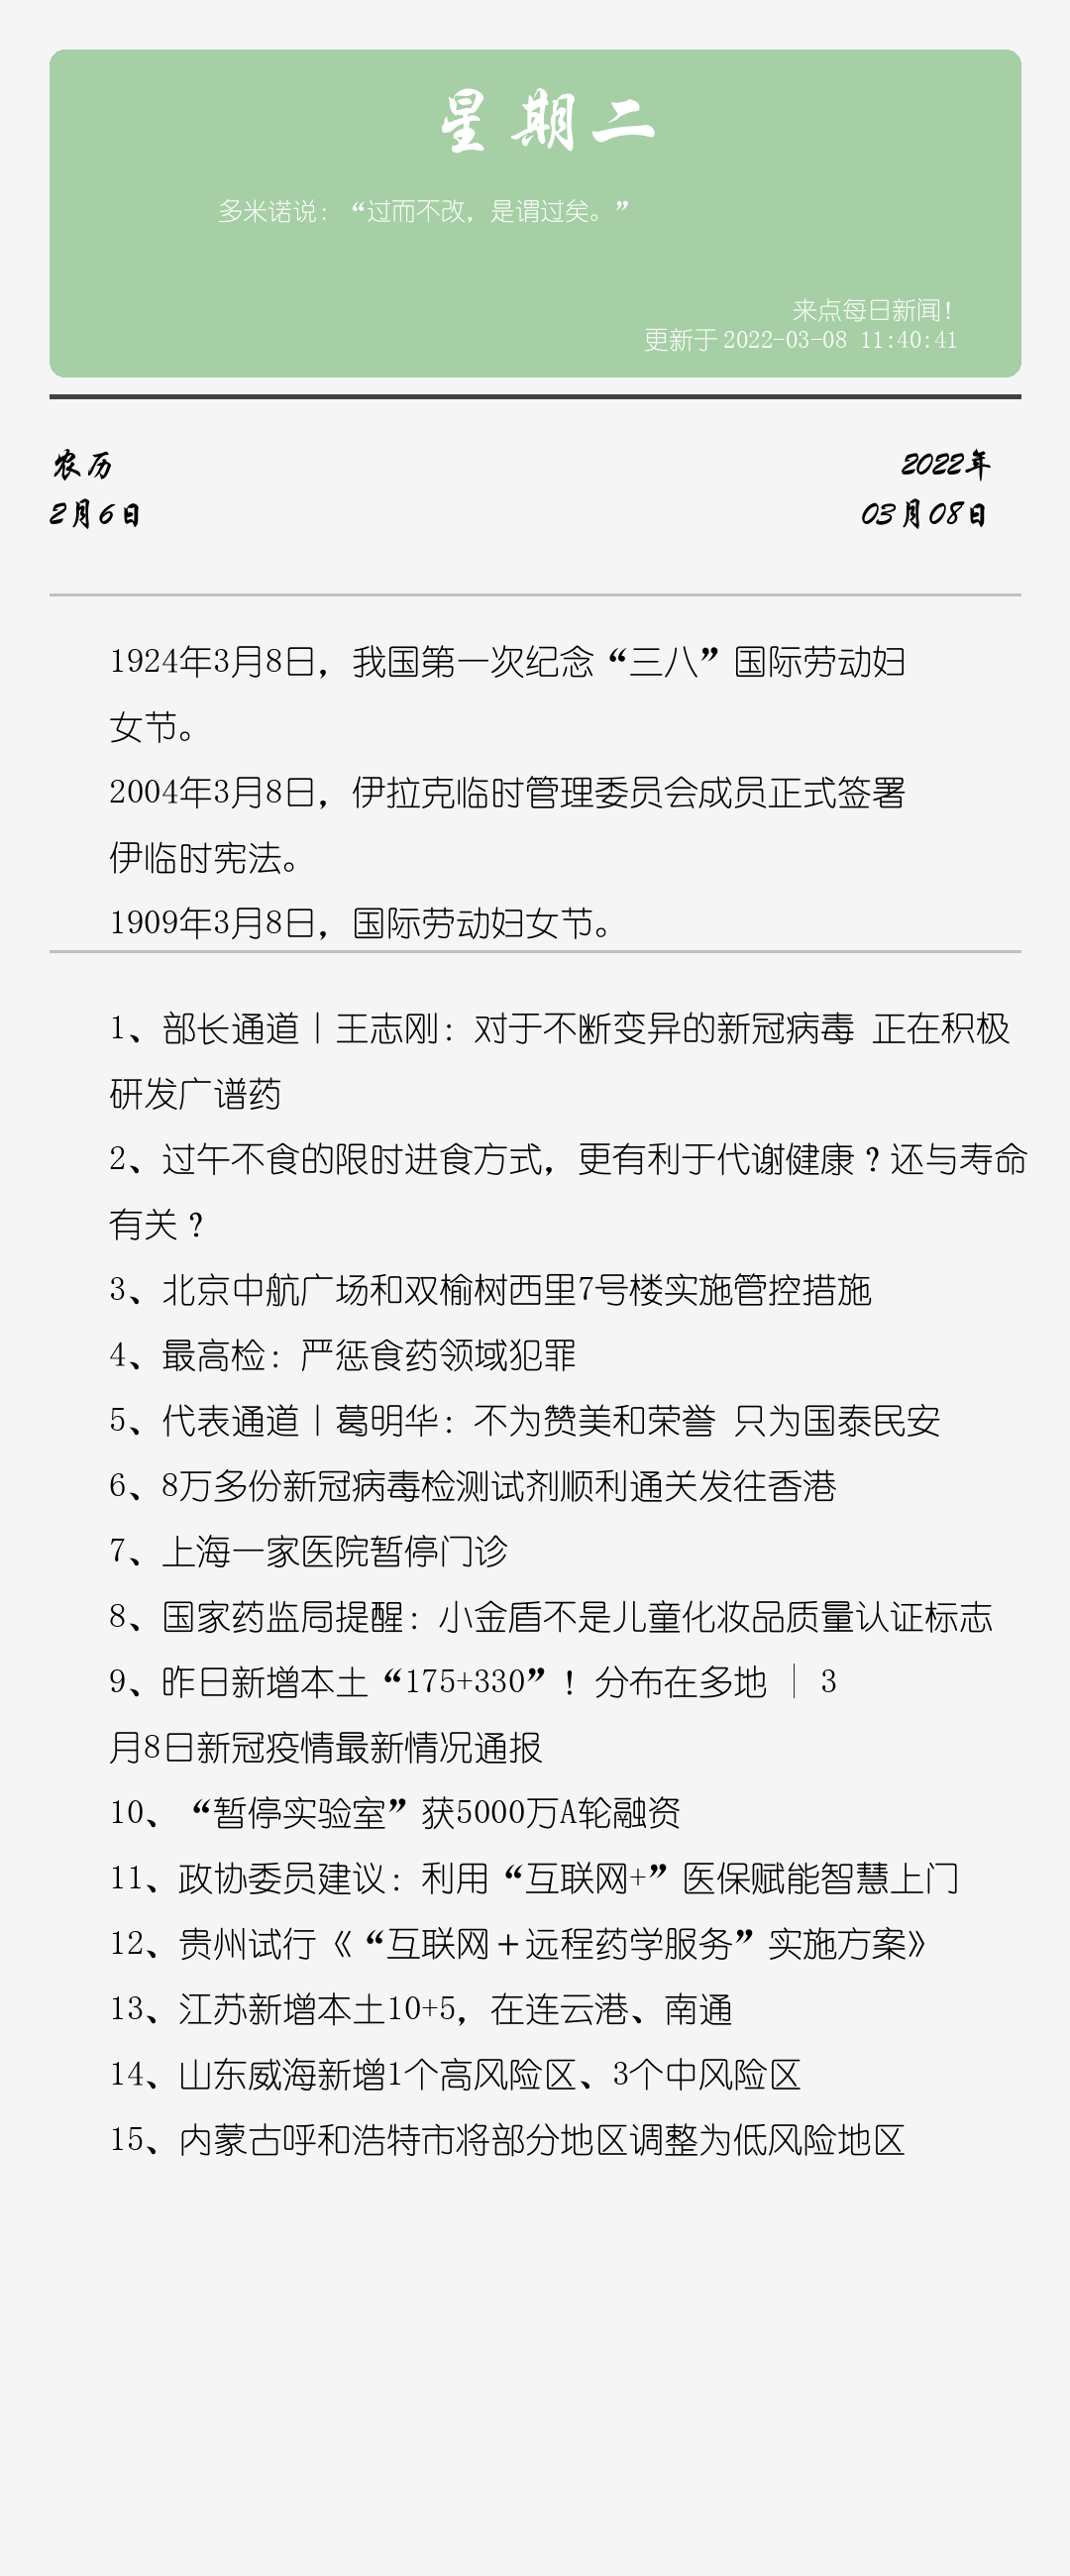 星期二
多米诺说：“过而不改，是谓过矣。”
来点每日新闻！
更新于2022-03-08 11:40:41
农历
2022年
2月6日
03月08日
1924年3月8日，我国第一次纪念“三八”国际劳动妇
女节。
2004年3月8日，伊拉克临时管理委员会成员正式签署
伊临时宪法。
1909年3月8日，国际劳动妇女节。
1、部长通道丨王志刚：对于不断变异的新冠病毒 正在积极
研发广谱药
2、过午不食的限时进食方式，更有利于代谢健康？还与寿命
有关？
3、北京中航广场和双榆树西里7号楼实施管控措施
4、最高检：严惩食药领域犯罪
5、代表通道丨葛明华：不为赞美和荣誉 只为国泰民安
6、8万多份新冠病毒检测试剂顺利通关发往香港
7、上海一家医院暂停门诊
8、国家药监局提醒：小金盾不是儿童化妆品质量认证标志
9、昨日新增本土“175+330”！分布在多地｜3
月8日新冠疫情最新情况通报
10、“暂停实验室”获5000万A轮融资
11、政协委员建议：利用“互联网+”医保赋能智慧上门
12、贵州试行《“互联网＋远程药学服务”实施方案》
13、江苏新增本土10+5，在连云港、南通
14、山东威海新增1个高风险区、3个中风险区
15、内蒙古呼和浩特市将部分地区调整为低风险地区